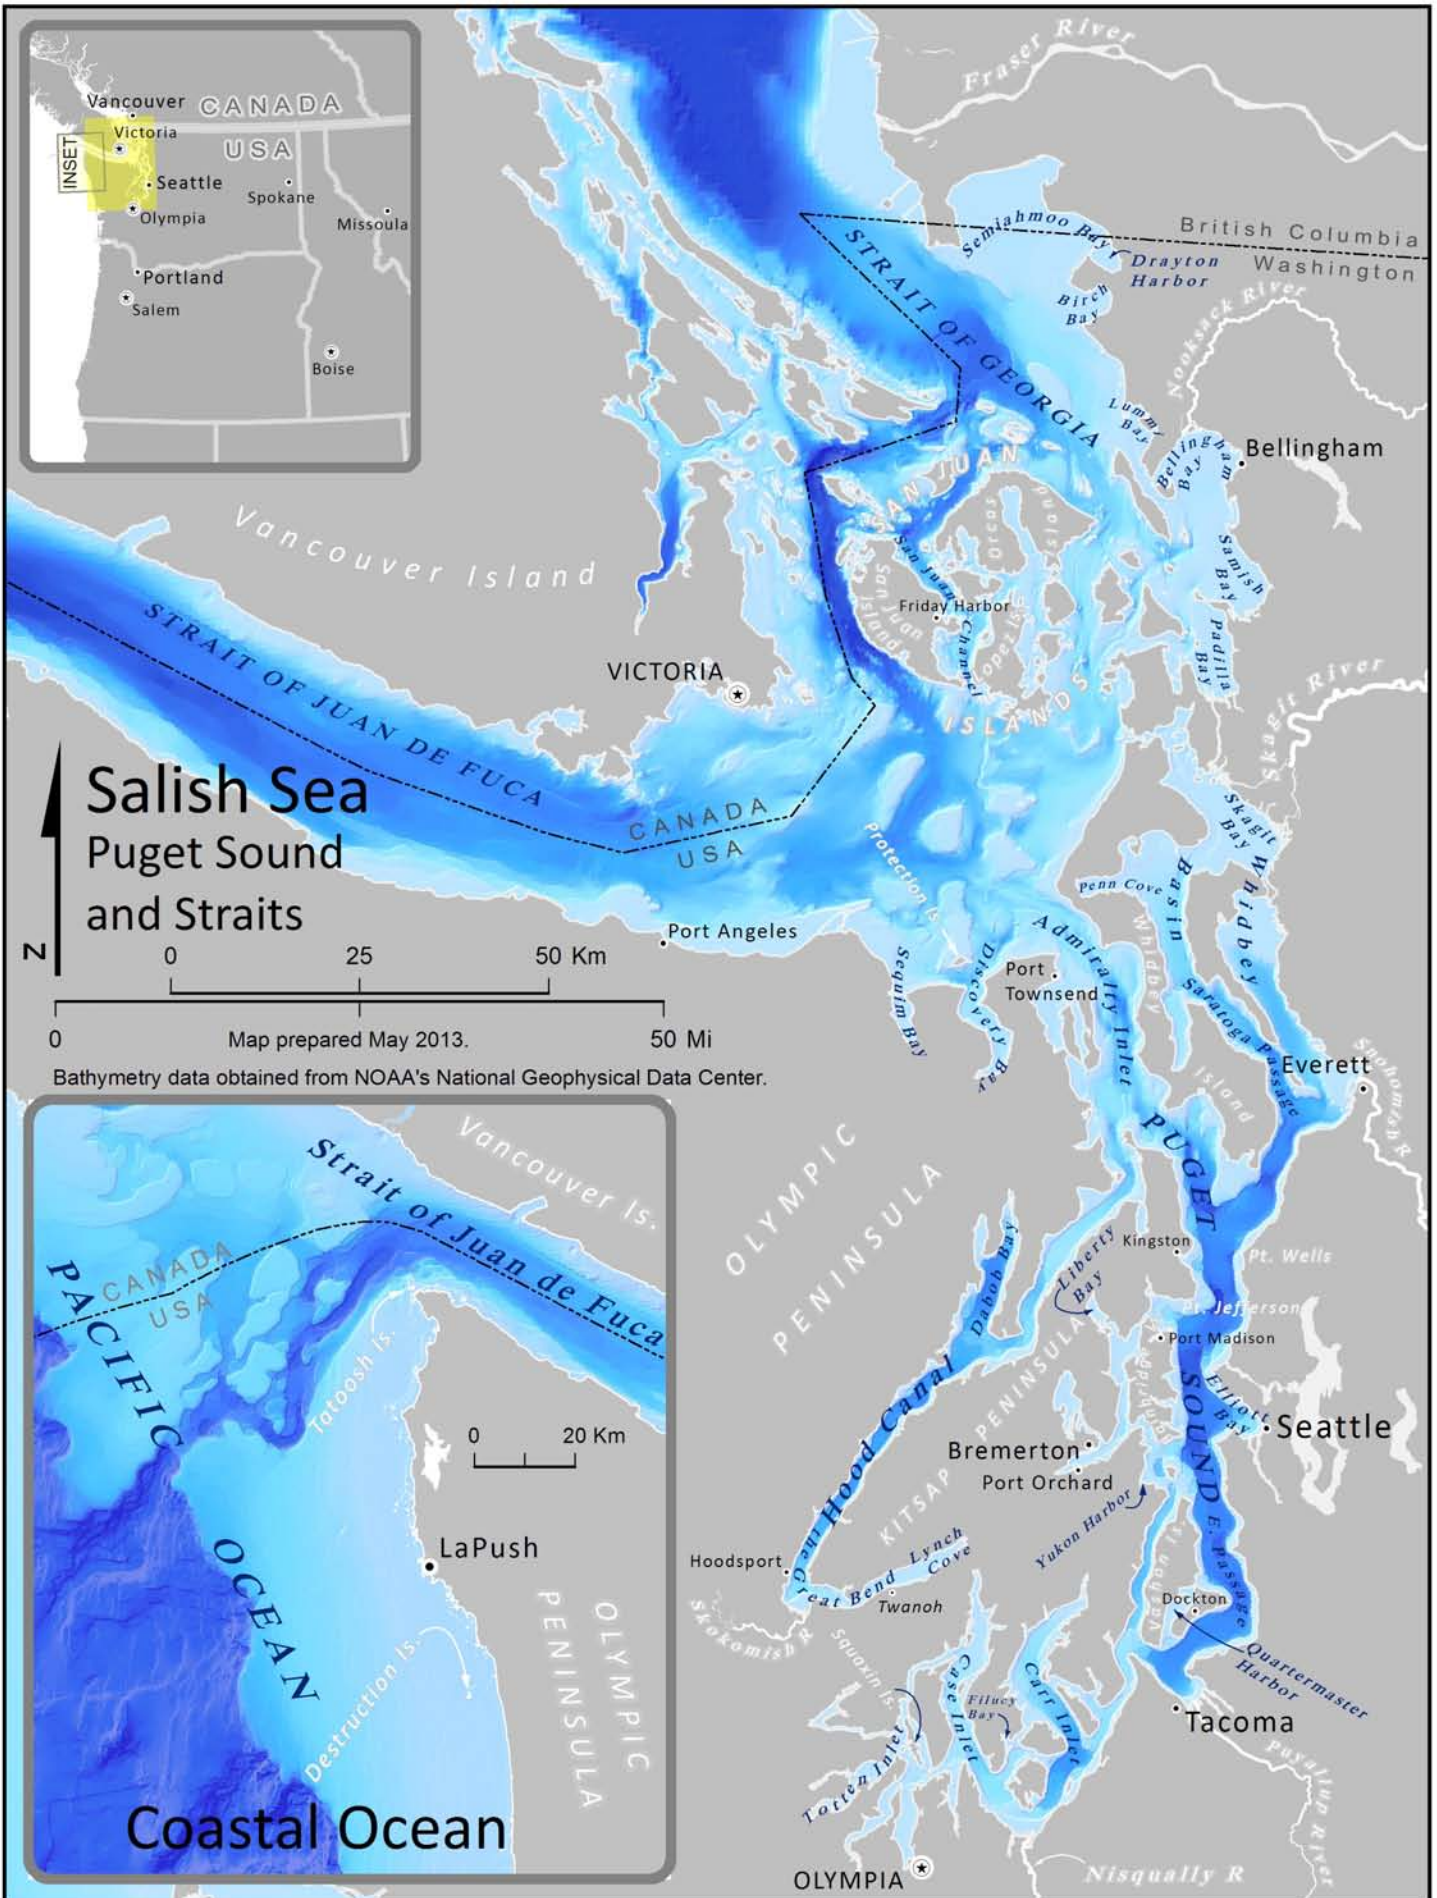 Vancouver
CANADA
Victoria
USA
INSET
Seattle
Spokane
Olympia
Missoula
Portland
Salem
Boise
Fraser River
British Columbia
Washington
Semiahmoo Bay
Drayton
Harbor
Birch
Bay
Nooksack River
STRAIT OF GEORGIA
Lummi
Bay
Bellingham
Bay
Bellingham
SAN JUAN
ISLANDS
Orcas
Island
San Juan
Island
San Juan Channel
Friday Harbor
Lopez Is.
Samish
Bay
Padilla
Bay
Skagit River
Vancouver Island
VICTORIA
STRAIT OF JUAN DE FUCA
CANADA
USA
Salish Sea
Puget Sound
and Straits
N
0 25 50 Km
0 50 Mi
Map prepared May 2013.
Bathymetry data obtained from NOAA's National Geophysical Data Center.
Port Angeles
Protection Is.
Sequim Bay
Discovery Bay
Port
Townsend
Admiralty Inlet
Penn Cove
Skagit
Bay
Whidbey
Basin
Whidbey
Island
Saratoga Passage
Everett
Snohomish R
OLYMPIC
PENINSULA
PUGET
SOUND
Dabob Bay
Liberty
Bay
Kingston
Pt. Wells
Pt. Jefferson
Port Madison
Bainbridge
Elliott
Bay
Seattle
KITSAP PENINSULA
Bremerton
Port Orchard
Hood Canal
Yukon Harbor
E. Passage
Hoodsport
the Great Bend
Lynch
Cove
Twanoh
Skokomish R
Vashon Is.
Dockton
Quartermaster
Harbor
Squaxin Is.
Case Inlet
Filucy
Bay
Carr Inlet
Totten Inlet
Tacoma
Puyallup River
OLYMPIA
Nisqually R
Vancouver Is.
Strait of Juan de Fuca
CANADA
USA
PACIFIC
OCEAN
Tatoosh Is.
0 20 Km
LaPush
OLYMPIC
PENINSULA
Destruction Is.
Coastal Ocean